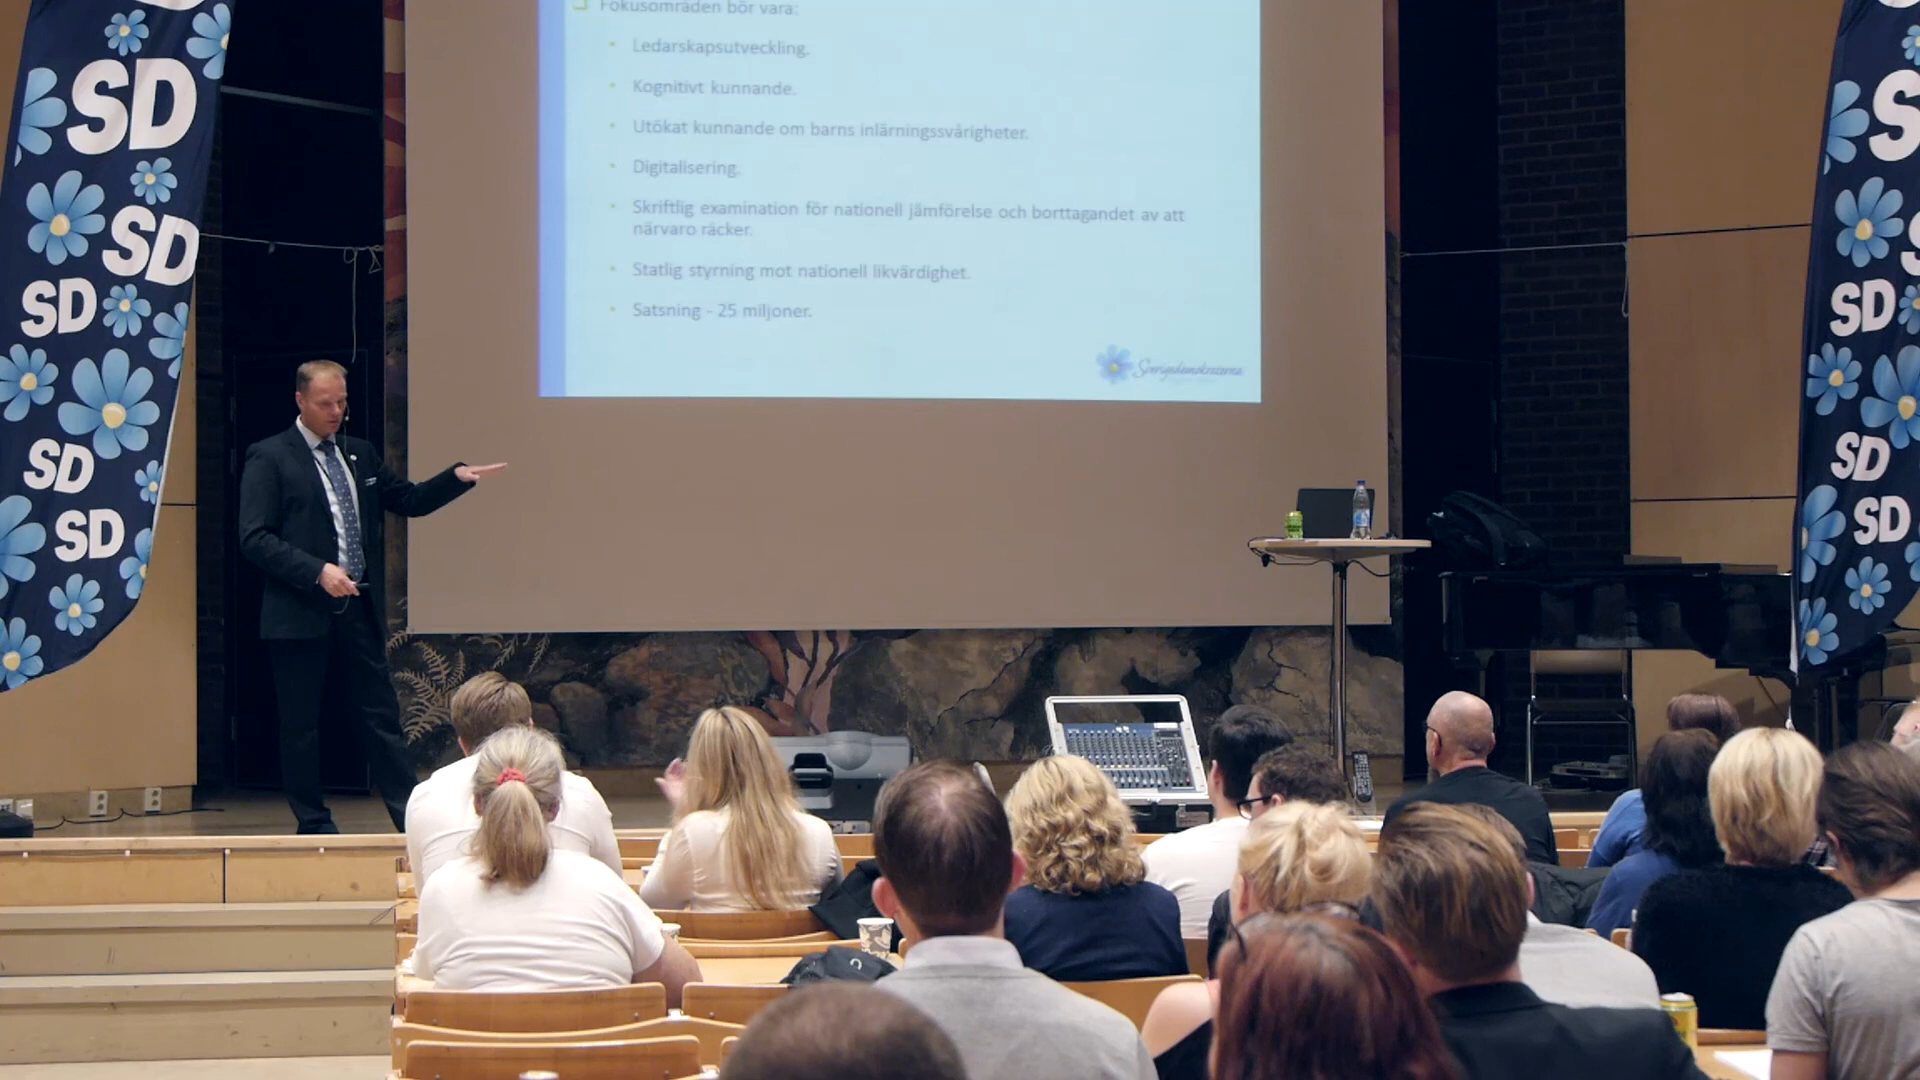 Fokusområden bör vara:
Ledarskapsutveckling.
Kognitivt kunnande.
Utökat kunnande om barns inlärningssvårigheter.
Digitalisering.
Skriftlig examination för nationell jämförelse och borttagandet av att
närvaro räcker.
Statlig styrning mot nationell likvärdighet.
Satsning - 25 miljoner.
Sverigedemokraterna
SD
SD
SD
SD
SD
SD
SD
SD